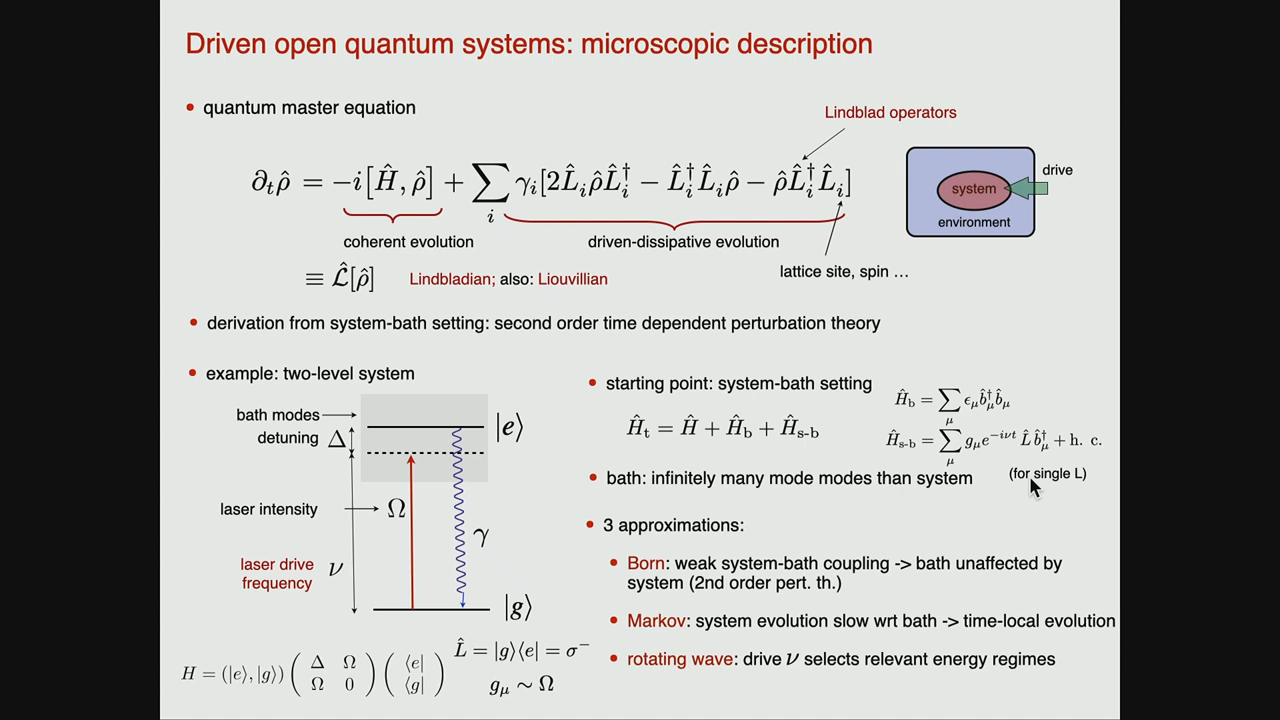 Driven open quantum systems: microscopic description
• quantum master equation
Lindblad operators
∂ₜρ̂ = −i[Ĥ, ρ̂] + ∑ᵢ γᵢ[2L̂ᵢρ̂L̂ᵢ† − L̂ᵢ†L̂ᵢρ̂ − ρ̂L̂ᵢ†L̂ᵢ]
drive
system
environment
coherent evolution
driven-dissipative evolution
lattice site, spin ...
≡ 𝓛̂[ρ̂] Lindbladian; also: Liouvillian
• derivation from system-bath setting: second order time dependent perturbation theory
• example: two-level system
bath modes
|e⟩
detuning Δ
laser intensity Ω
γ
laser drive
frequency ν
|g⟩
H = (|e⟩, |g⟩) ( Δ Ω ) ( ⟨e| )
( Ω 0 ) ( ⟨g| )
L̂ = |g⟩⟨e| = σ⁻
g_μ ∼ Ω
• starting point: system-bath setting
Ĥ_b = ∑_μ ε_μ b̂_μ† b̂_μ
Ĥ_t = Ĥ + Ĥ_b + Ĥ_s-b
Ĥ_s-b = ∑_μ g_μ e^{−iνt} L̂ b̂_μ† + h. c.
(for single L)
• bath: infinitely many mode modes than system
• 3 approximations:
• Born: weak system-bath coupling -> bath unaffected by
system (2nd order pert. th.)
• Markov: system evolution slow wrt bath -> time-local evolution
• rotating wave: drive ν selects relevant energy regimes